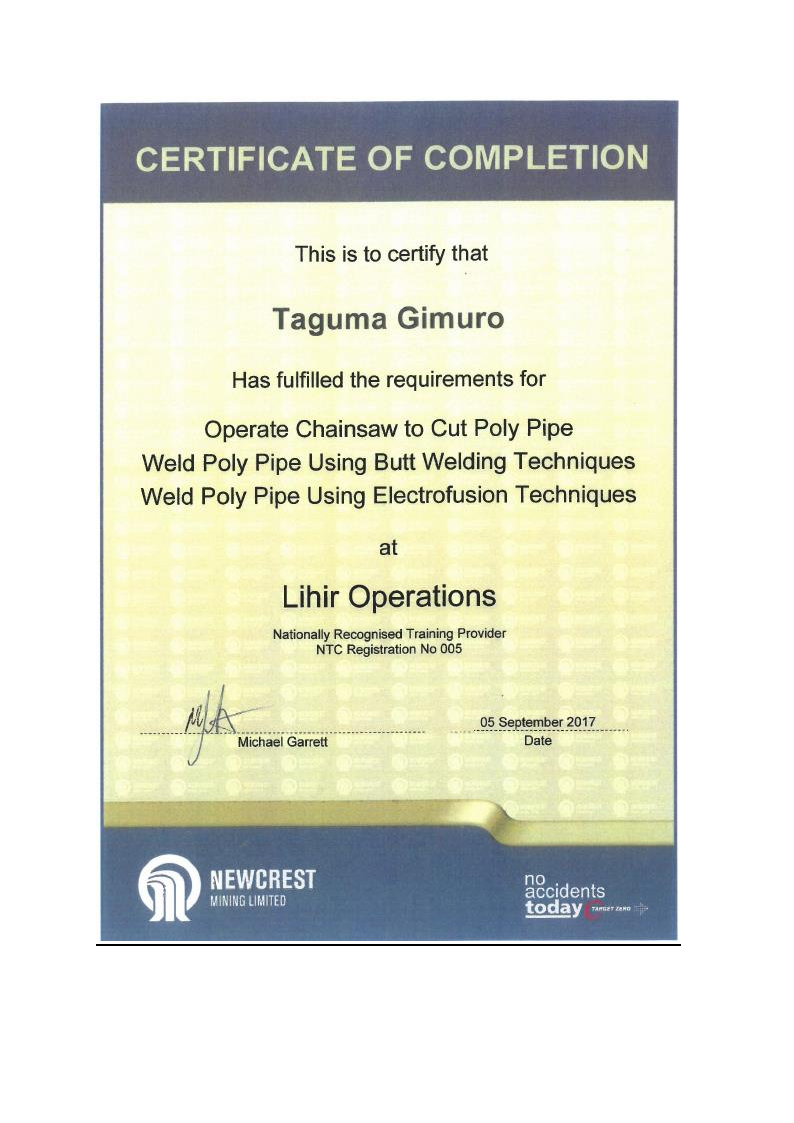 CERTIFICATE OF COMPLETION
This is to certify that
Taguma Gimuro
Has fulfilled the requirements for
Operate Chainsaw to Cut Poly Pipe
Weld Poly Pipe Using Butt Welding Techniques
Weld Poly Pipe Using Electrofusion Techniques
at
Lihir Operations
Nationally Recognised Training Provider
NTC Registration No 005
05 September 2017
Michael Garrett
Date
NEWCREST
MINING LIMITED
no
accidents
today
TARGET ZERO